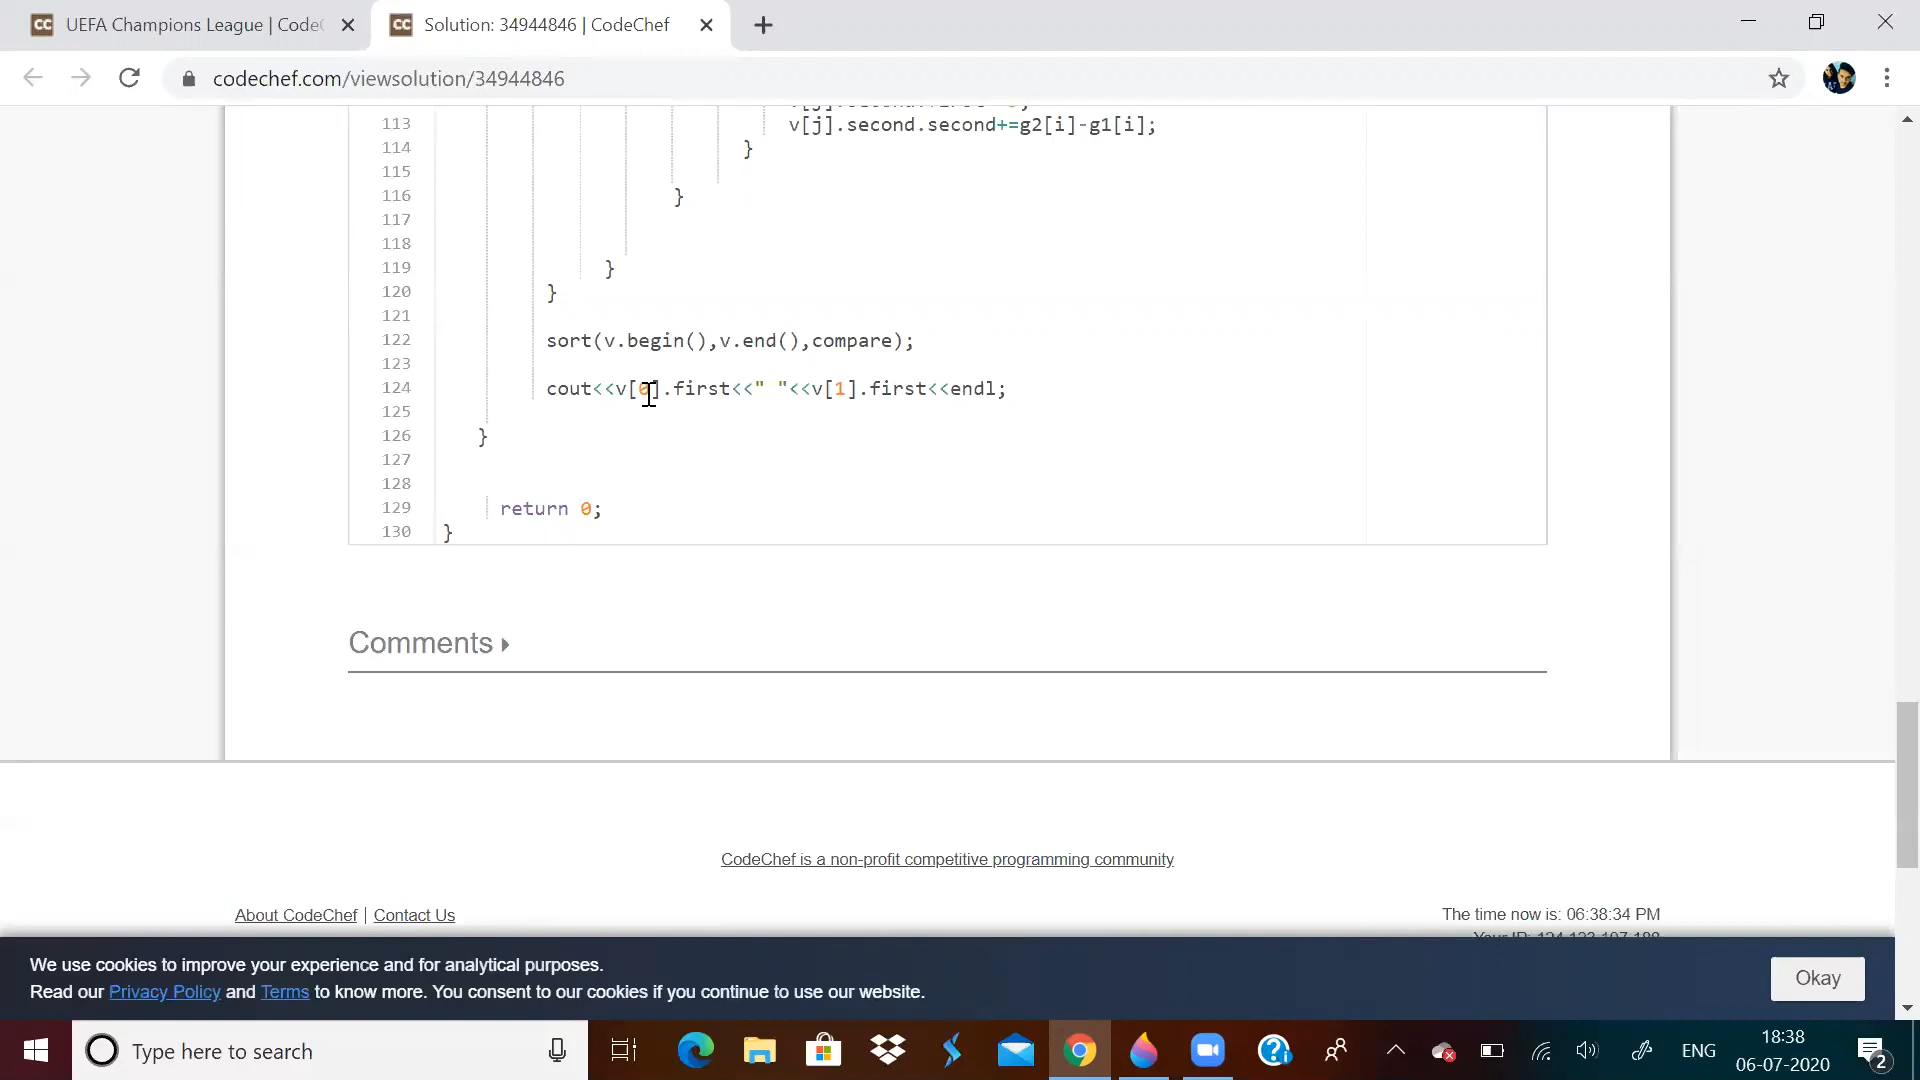 UEFA Champions League | Code
Solution: 34944846 | CodeChef
codechef.com/viewsolution/34944846
113 v[j].second.second+=g2[i]-g1[i];
114 }
115
116 }
117
118
119 }
120 }
121
122 sort(v.begin(),v.end(),compare);
123
124 cout<<v[0].first<<" "<<v[1].first<<endl;
125
126 }
127
128
129 return 0;
130 }
Comments
CodeChef is a non-profit competitive programming community
About CodeChef | Contact Us
The time now is: 06:38:34 PM
We use cookies to improve your experience and for analytical purposes.
Read our Privacy Policy and Terms to know more. You consent to our cookies if you continue to use our website.
Okay
Type here to search
ENG
18:38
06-07-2020
2